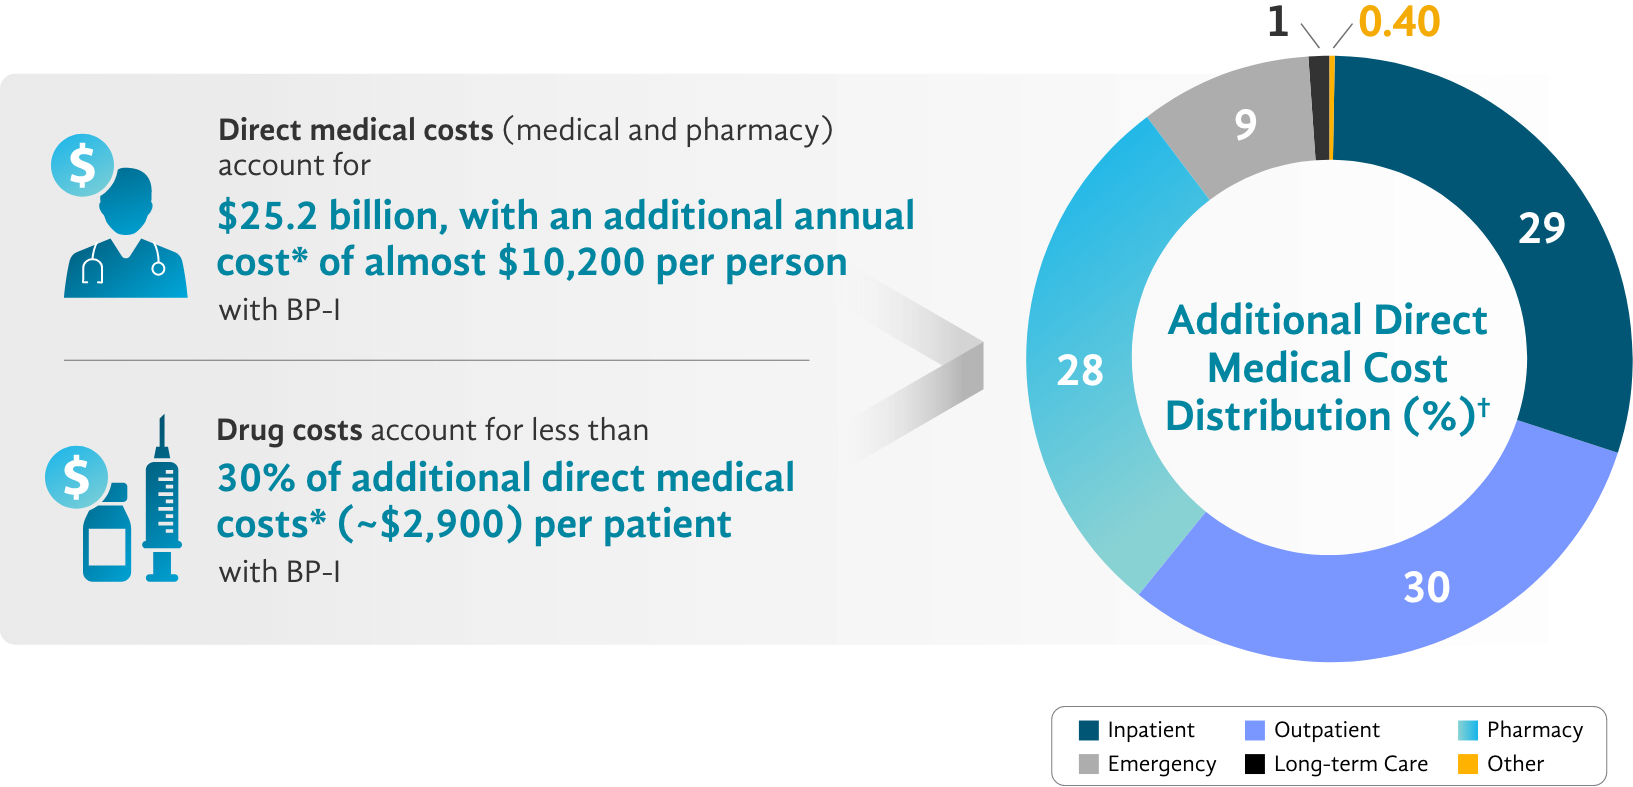 Direct medical costs (medical and pharmacy)
account for
$25.2 billion, with an additional annual
cost* of almost $10,200 per person
with BP-I
$
Drug costs account for less than
30% of additional direct medical
costs* (~$2,900) per patient
with BP-I
$
1
0.40
9
29
28
30
Additional Direct
Medical Cost
Distribution (%)†
Inpatient
Outpatient
Pharmacy
Emergency
Long-term Care
Other